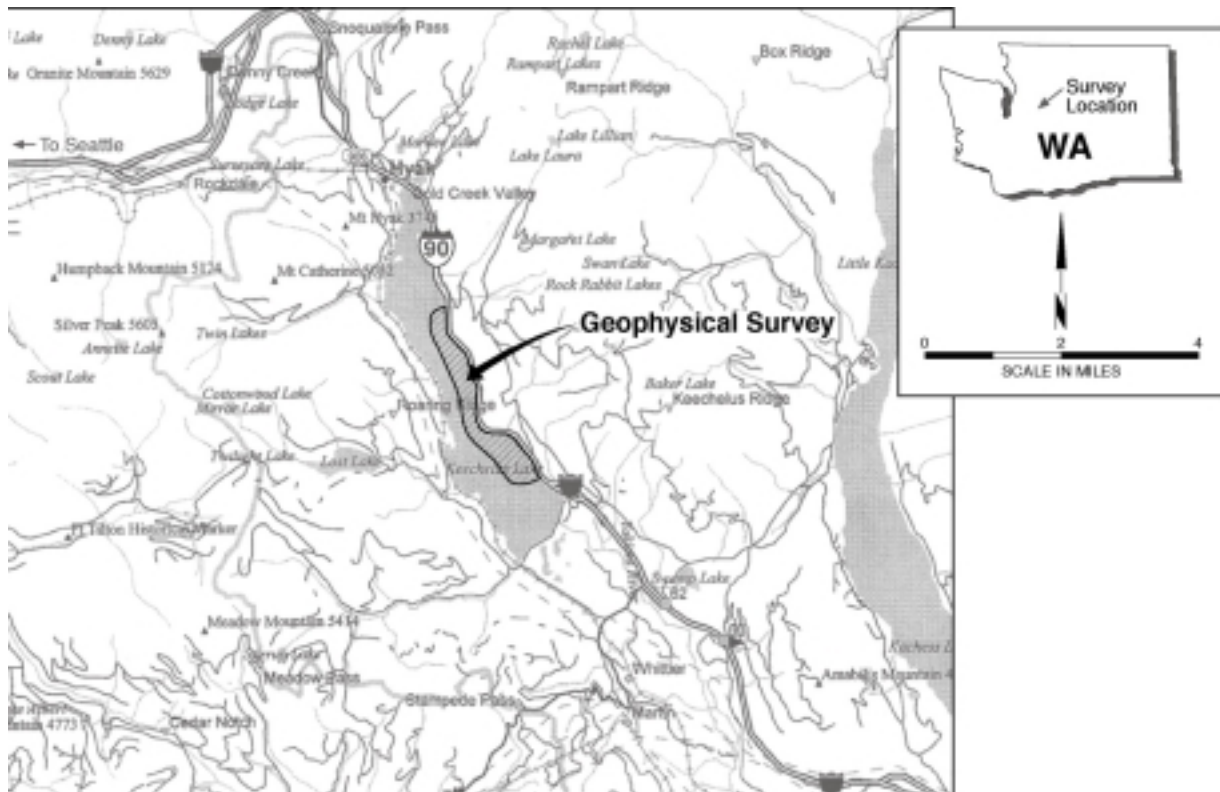 Snoqualmie Pass
Denny Lake
Granite Mountain 5629
Denny Creek
Lodge Lake
Rachel Lake
Rampart Lakes
Rampart Ridge
Box Ridge
To Seattle
Lake Lillian
Lake Laura
Hyak
Rockdale
Gold Creek Valley
Margaret Lake
Swan Lake
Rock Rabbit Lakes
90
Humpback Mountain 5124
Mt Catherine 5052
Silver Peak 5605
Annette Lake
Twin Lakes
Scout Lake
Geophysical Survey
Cottonwood Lake
Mirror Lake
Roaring Ridge
Baker Lake
Keechelus Ridge
Twilight Lake
Lost Lake
Keechelus Lake
Swamp Lake
Meadow Mountain 5414
Meadow Pass
Stampede Pass
Whittier
Martin
Cedar Notch
4773
Survey
Location
WA
0
2
4
SCALE IN MILES